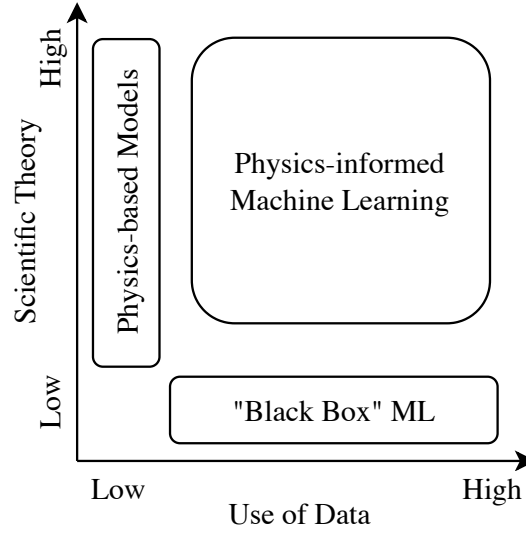 High
Scientific Theory
Low
Physics-based Models
Physics-informed
Machine Learning
"Black Box" ML
Low
High
Use of Data